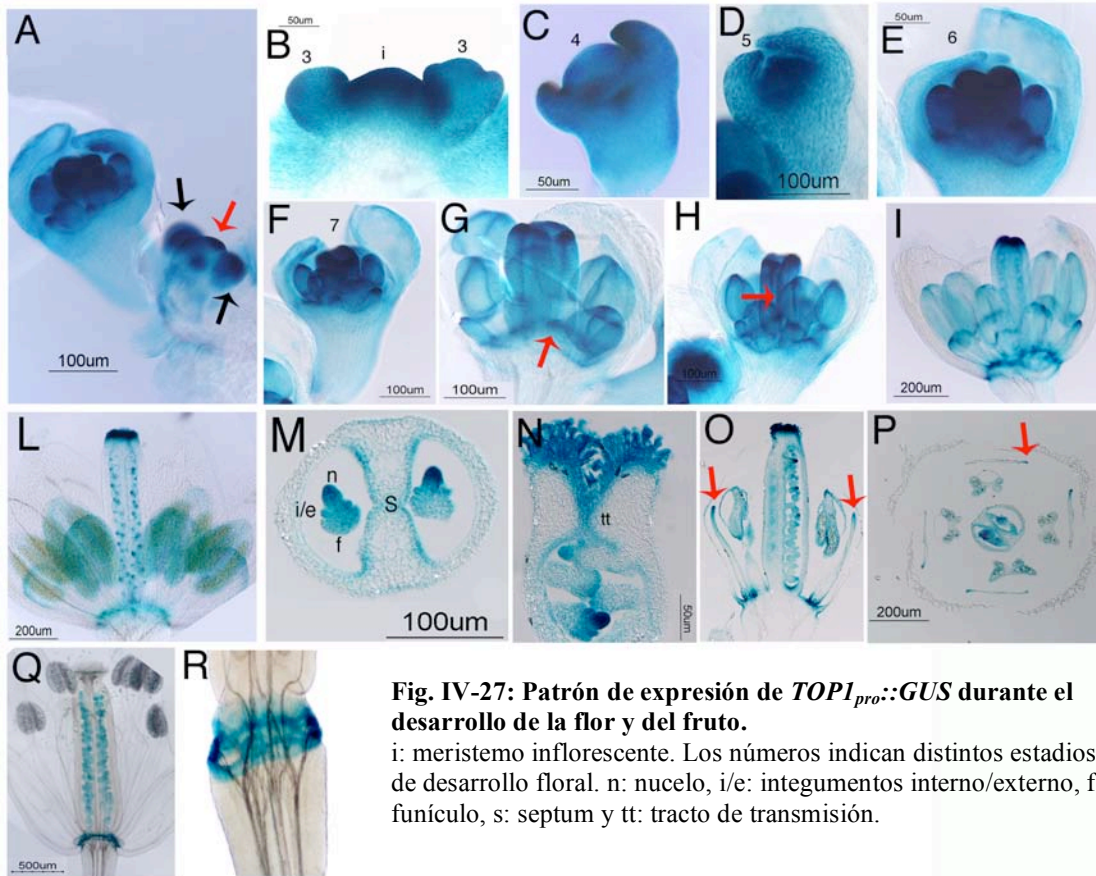 A
100um
50um
B
3
i
3
C
4
50um
D
5
100um
50um
E
6
F
7
100um
G
100um
H
100um
I
200um
L
200um
M
n
i/e
S
f
100um
N
tt
50um
O
200um
P
200um
Q
500um
R
Fig. IV-27: Patrón de expresión de TOP1pro::GUS durante el
desarrollo de la flor y del fruto.
i: meristemo inflorescente. Los números indican distintos estadios
de desarrollo floral. n: nucelo, i/e: integumentos interno/externo, f
funículo, s: septum y tt: tracto de transmisión.